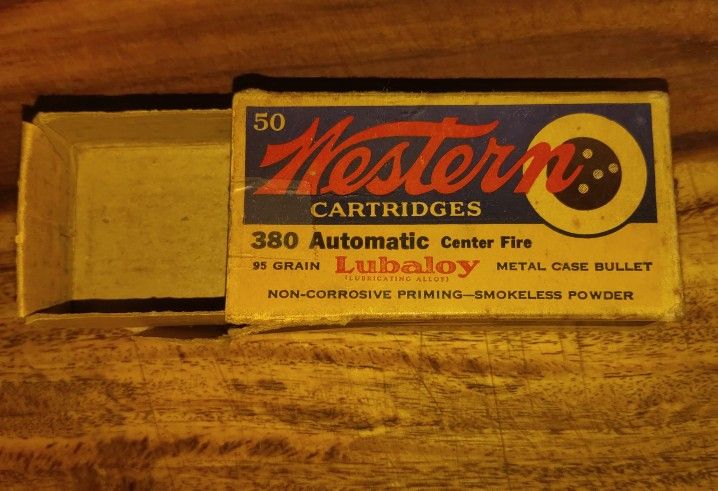 50
Western
CARTRIDGES
380 Automatic Center Fire
95 GRAIN Lubaloy METAL CASE BULLET
(LUBRICATING ALLOY)
NON-CORROSIVE PRIMING—SMOKELESS POWDER